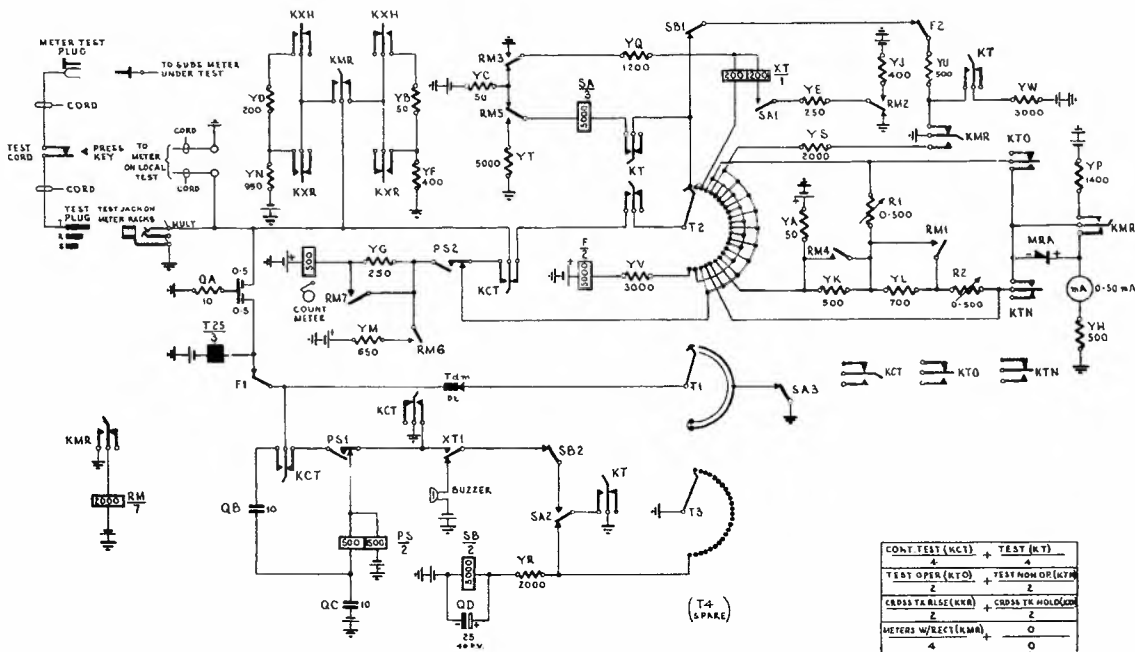 METER TEST
PLUG
TO SUBS METER
UNDER TEST
CORD
TEST
CORD
PRESS
KEY
CORD
TEST
PLUG
TEST JACK ON
METER RACKS
MULT
TO
METER
ON LOCAL
TEST
CORD
CORD
KXH
KXH
KMR
YD
200
YB
50
YN
950
YF
400
KXR
KXR
RM3
YC
50
RM5
YQ
1200
SA
3
5000
YT
5000
KT
SB1
F2
XT
1
200
200
SA1
YE
250
YJ
400
RM2
YU
500
KT
YW
3000
YS
2000
KMR
KTO
YP
1400
KMR
MRA
mA
0-50 mA
YH
500
KTN
T2
R1
0-500
YA
50
RM4
RM1
YK
500
YL
700
R2
0-500
QA
10
0·5
0·5
T25
3
500
COUNT
METER
YG
250
RM7
YM
650
RM6
PS2
KCT
F
2
5000
YV
3000
F1
Tdm
DL
T1
SA3
KCT
KTO
KTN
KMR
2000
RM
7
KCT
PS1
KCT
XT1
BUZZER
SB2
KT
SA2
T3
QB
10
500
500
PS
2
SB
2
5000
YR
2000
QC
10
QD
25
(T4
SPARE)
CONT. TEST (KCT) + TEST (KT)
4 4
TEST OPER (KTO) + TEST NON OP. (KTN)
2 2
CROSS TK RLSE (KXR) + CROSS TK HOLD (KXH)
2 2
METERS W/RECT (KMR) + 0
4 0